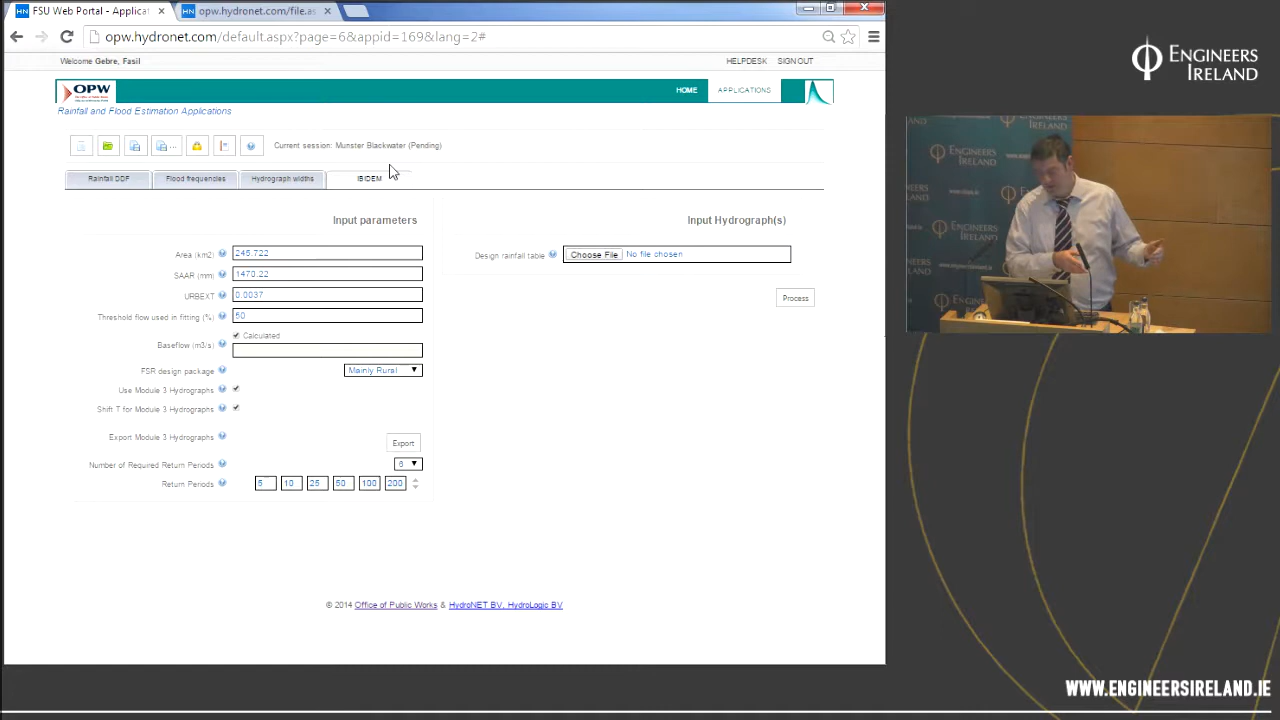 FSU Web Portal - Applicat
opw.hydronet.com/file.as
opw.hydronet.com/default.aspx?page=6&appid=169&lang=2#
Welcome Gebre, Fasil
HELPDESK
SIGN OUT
OPW
HOME
APPLICATIONS
Rainfall and Flood Estimation Applications
Current session: Munster Blackwater (Pending)
Rainfall DDF
Flood frequencies
Hydrograph widths
IBIDEM
Input parameters
Input Hydrograph(s)
Area (km2)
245.722
Design rainfall table
Choose File
No file chosen
SAAR (mm)
1470.22
URBEXT
0.0037
Process
Threshold flow used in fitting (%)
50
Calculated
Baseflow (m3/s)
FSR design package
Mainly Rural
Use Module 3 Hydrographs
Shift T for Module 3 Hydrographs
Export Module 3 Hydrographs
Export
Number of Required Return Periods
6
Return Periods
5 10 25 50 100 200
© 2014 Office of Public Works & HydroNET BV, HydroLogic BV
ENGINEERS
IRELAND
WWW.ENGINEERSIRELAND.IE